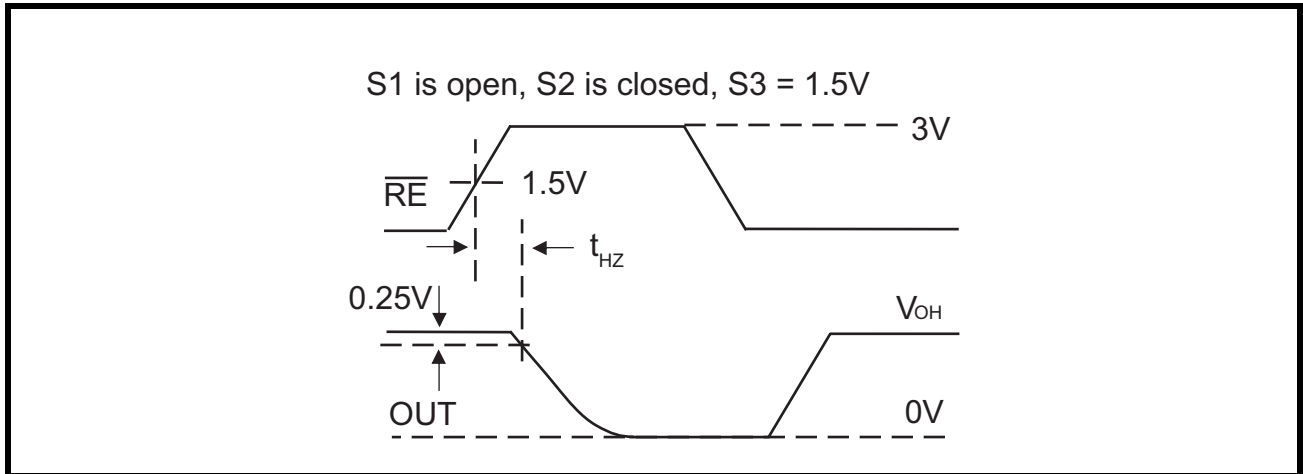 S1 is open, S2 is closed, S3 = 1.5V
3V
RE
1.5V
tHZ
0.25V
VOH
OUT
0V